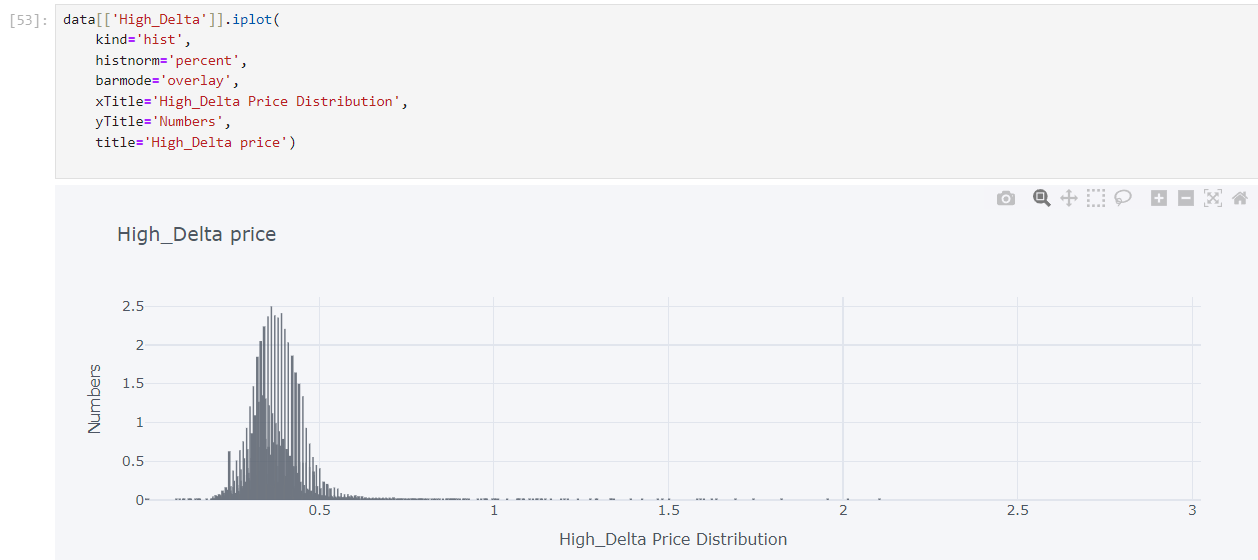 [53]: data[['High_Delta']].iplot(
kind='hist',
histnorm='percent',
barmode='overlay',
xTitle='High_Delta Price Distribution',
yTitle='Numbers',
title='High_Delta price')
High_Delta price
2.5
2
1.5
1
0.5
0
Numbers
0.5 1 1.5 2 2.5 3
High_Delta Price Distribution